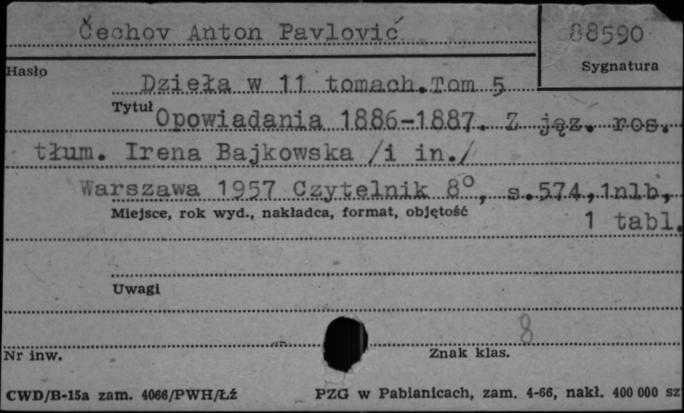 Čechov Anton Pavlović
88590
Hasło
Sygnatura
Dzieła w 11 tomach.Tom 5
Tytuł
Opowiadania 1886-1887. Z jęz. ros.
tłum. Irena Bajkowska /i in./
Warszawa 1957 Czytelnik 8°, s.574,1nlb,
Miejsce, rok wyd., nakładca, format, objętość
1 tabl.
Uwagi
8
Nr inw.
Znak klas.
CWD/B-15a zam. 4066/PWH/Łź
PZG w Pabianicach, zam. 4-66, nakł. 400 000 sz